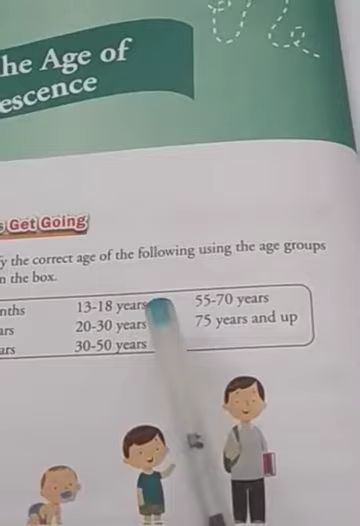 he Age of
escence
Get Going
y the correct age of the following using the age groups
n the box.
nths 13-18 years 55-70 years
ars 20-30 years 75 years and up
ars 30-50 years